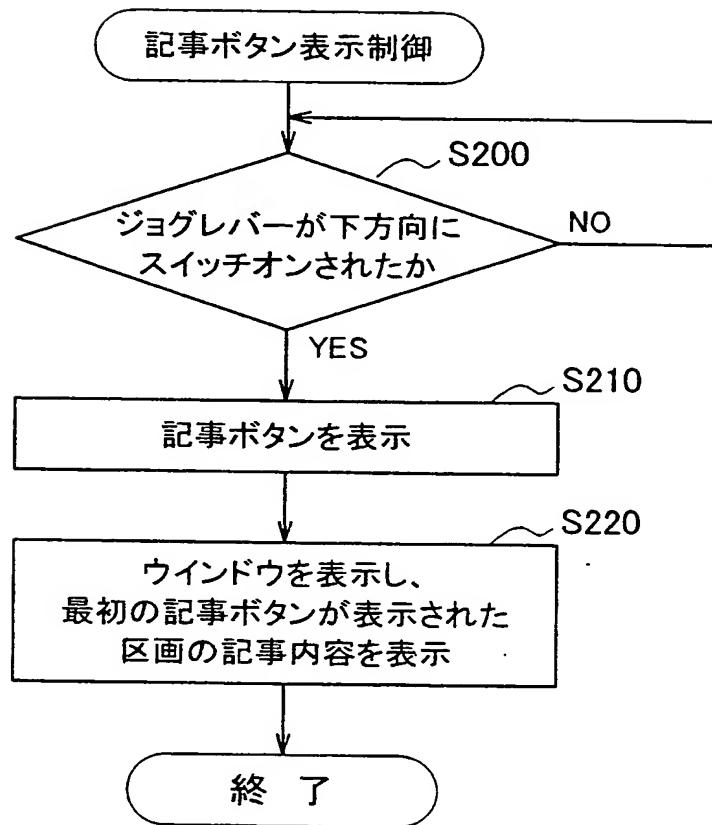 記事ボタン表示制御
S200
ジョグレバーが下方向に
スイッチオンされたか
NO
YES
S210
記事ボタンを表示
S220
ウインドウを表示し、
最初の記事ボタンが表示された
区画の記事内容を表示
終 了